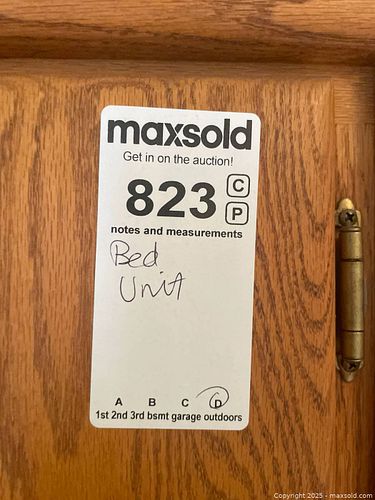 maxsold
Get in on the auction!
823 C
P
notes and measurements
Bed
Unit
A B C D
1st 2nd 3rd bsmt garage outdoors
Copyright 2025 - maxsold.com